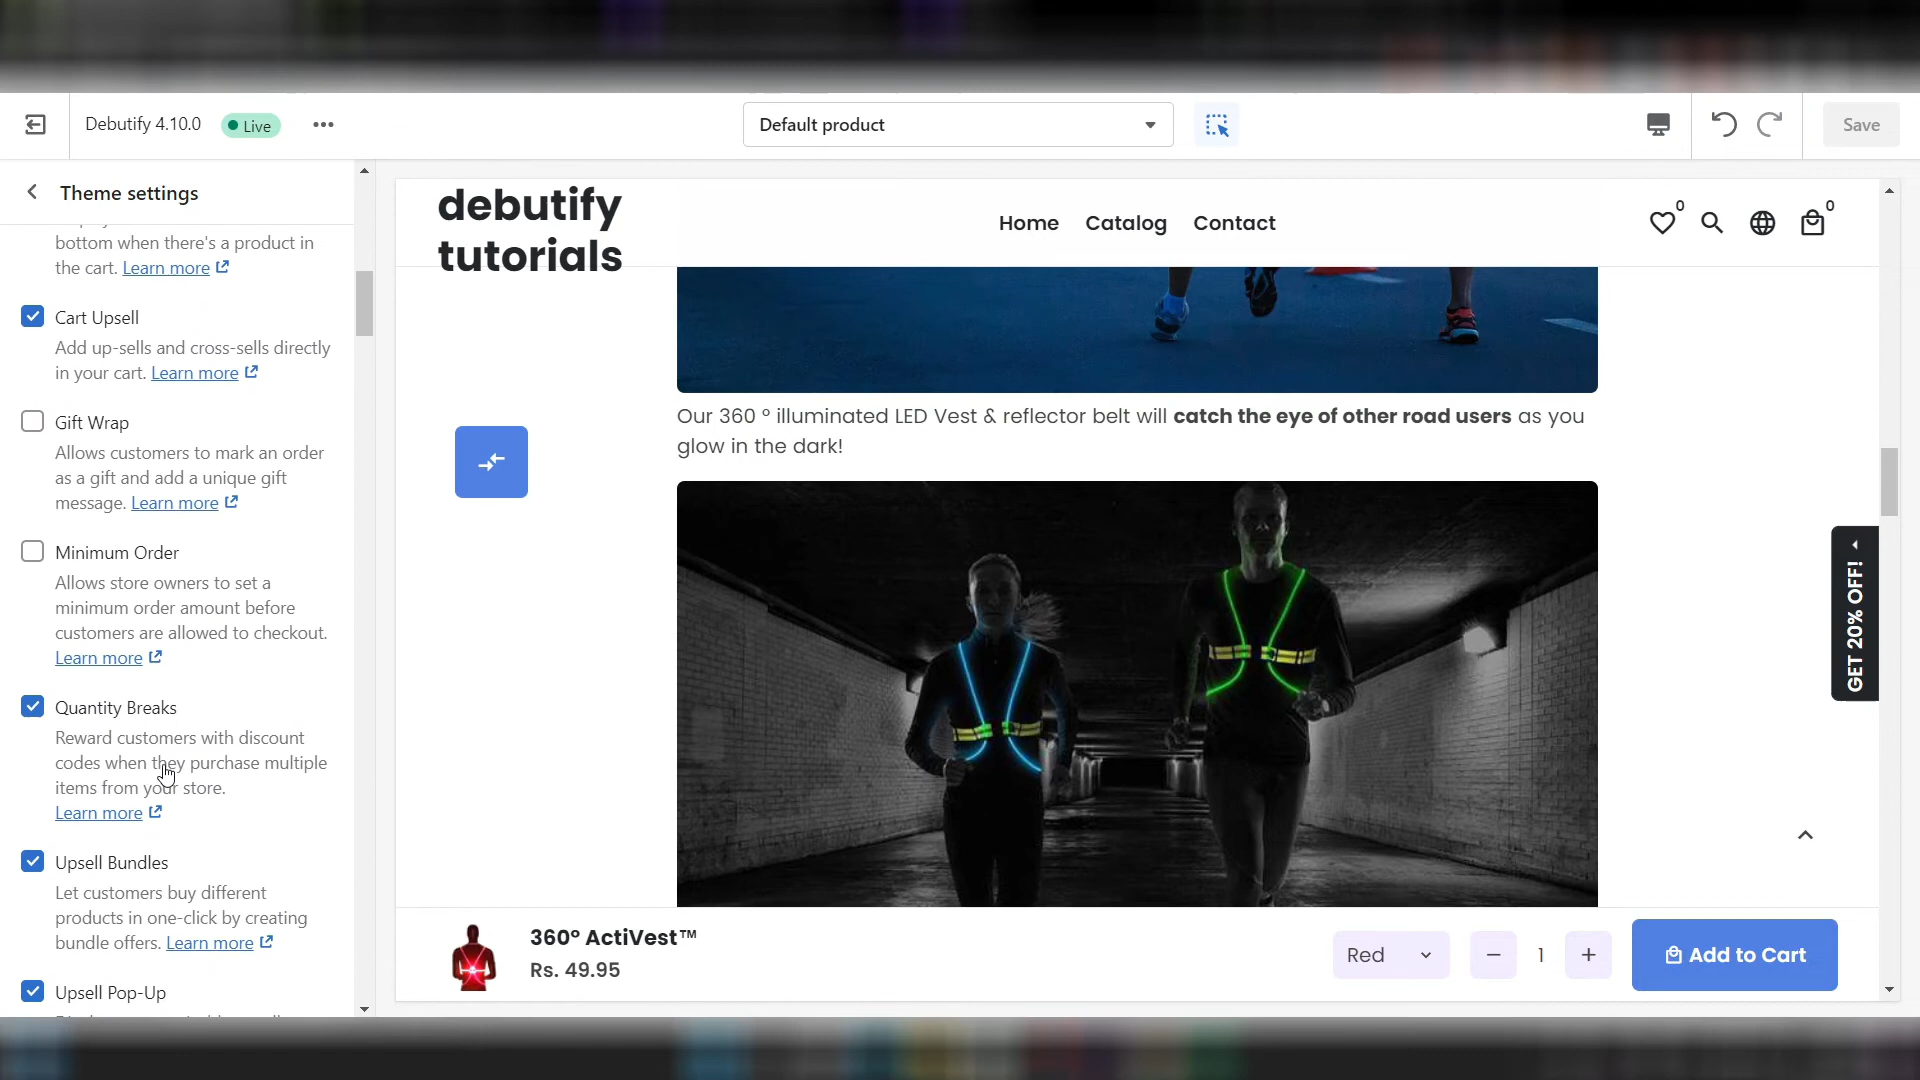 Debutify 4.10.0
Live
Default product
Save
Theme settings
bottom when there's a product in
the cart. Learn more
Cart Upsell
Add up-sells and cross-sells directly
in your cart. Learn more
Gift Wrap
Allows customers to mark an order
as a gift and add a unique gift
message. Learn more
Minimum Order
Allows store owners to set a
minimum order amount before
customers are allowed to checkout.
Learn more
Quantity Breaks
Reward customers with discount
codes when they purchase multiple
items from your store.
Learn more
Upsell Bundles
Let customers buy different
products in one-click by creating
bundle offers. Learn more
Upsell Pop-Up
debutify
tutorials
Home
Catalog
Contact
0
0
Our 360 ° illuminated LED Vest & reflector belt will catch the eye of other road users as you
glow in the dark!
GET 20% OFF!
360° ActiVest™
Rs. 49.95
Red
1
Add to Cart